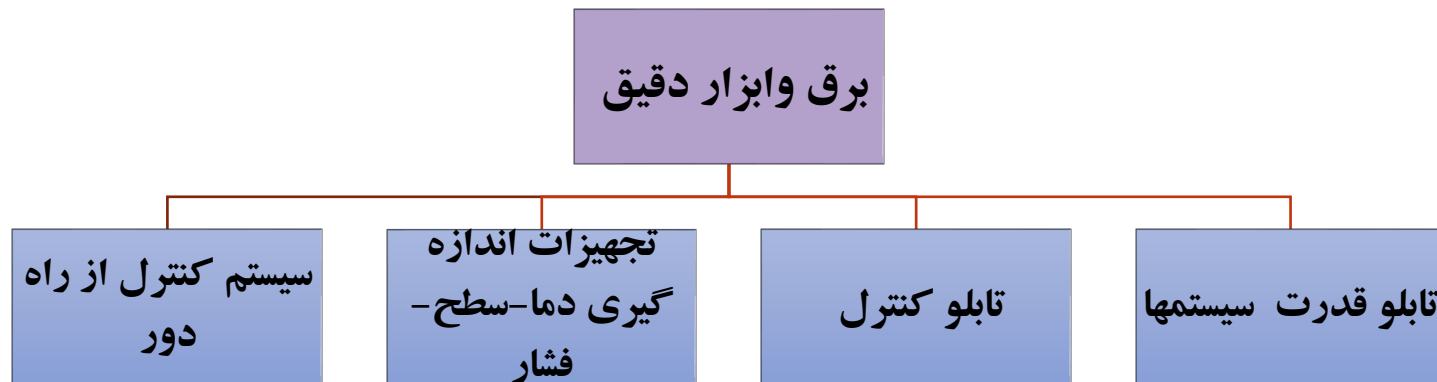 برق وابزار دقیق
تابلو قدرت سیستمها
تابلو کنترل
تجهیزات اندازه
گیری دما-سطح-
فشار
سیستم کنترل از راه
دور